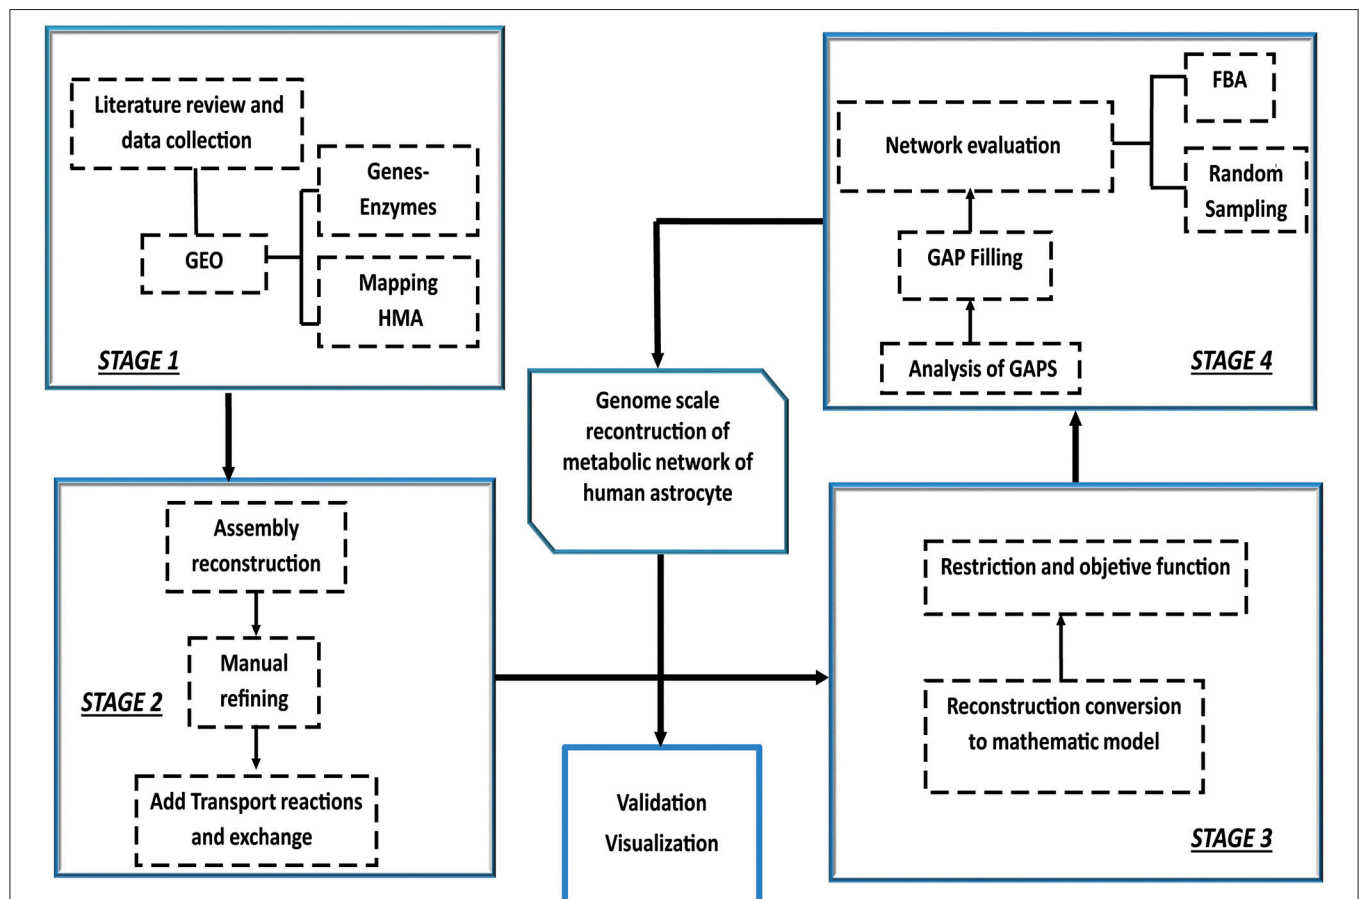 Literature review and
data collection
GEO
Genes-
Enzymes
Mapping
HMA
STAGE 1
Assembly
reconstruction
Manual
refining
STAGE 2
Add Transport reactions
and exchange
Genome scale
recontruction of
metabolic network of
human astrocyte
Validation
Visualization
FBA
Network evaluation
Random
Sampling
GAP Filling
Analysis of GAPS
STAGE 4
Restriction and objetive function
Reconstruction conversion
to mathematic model
STAGE 3